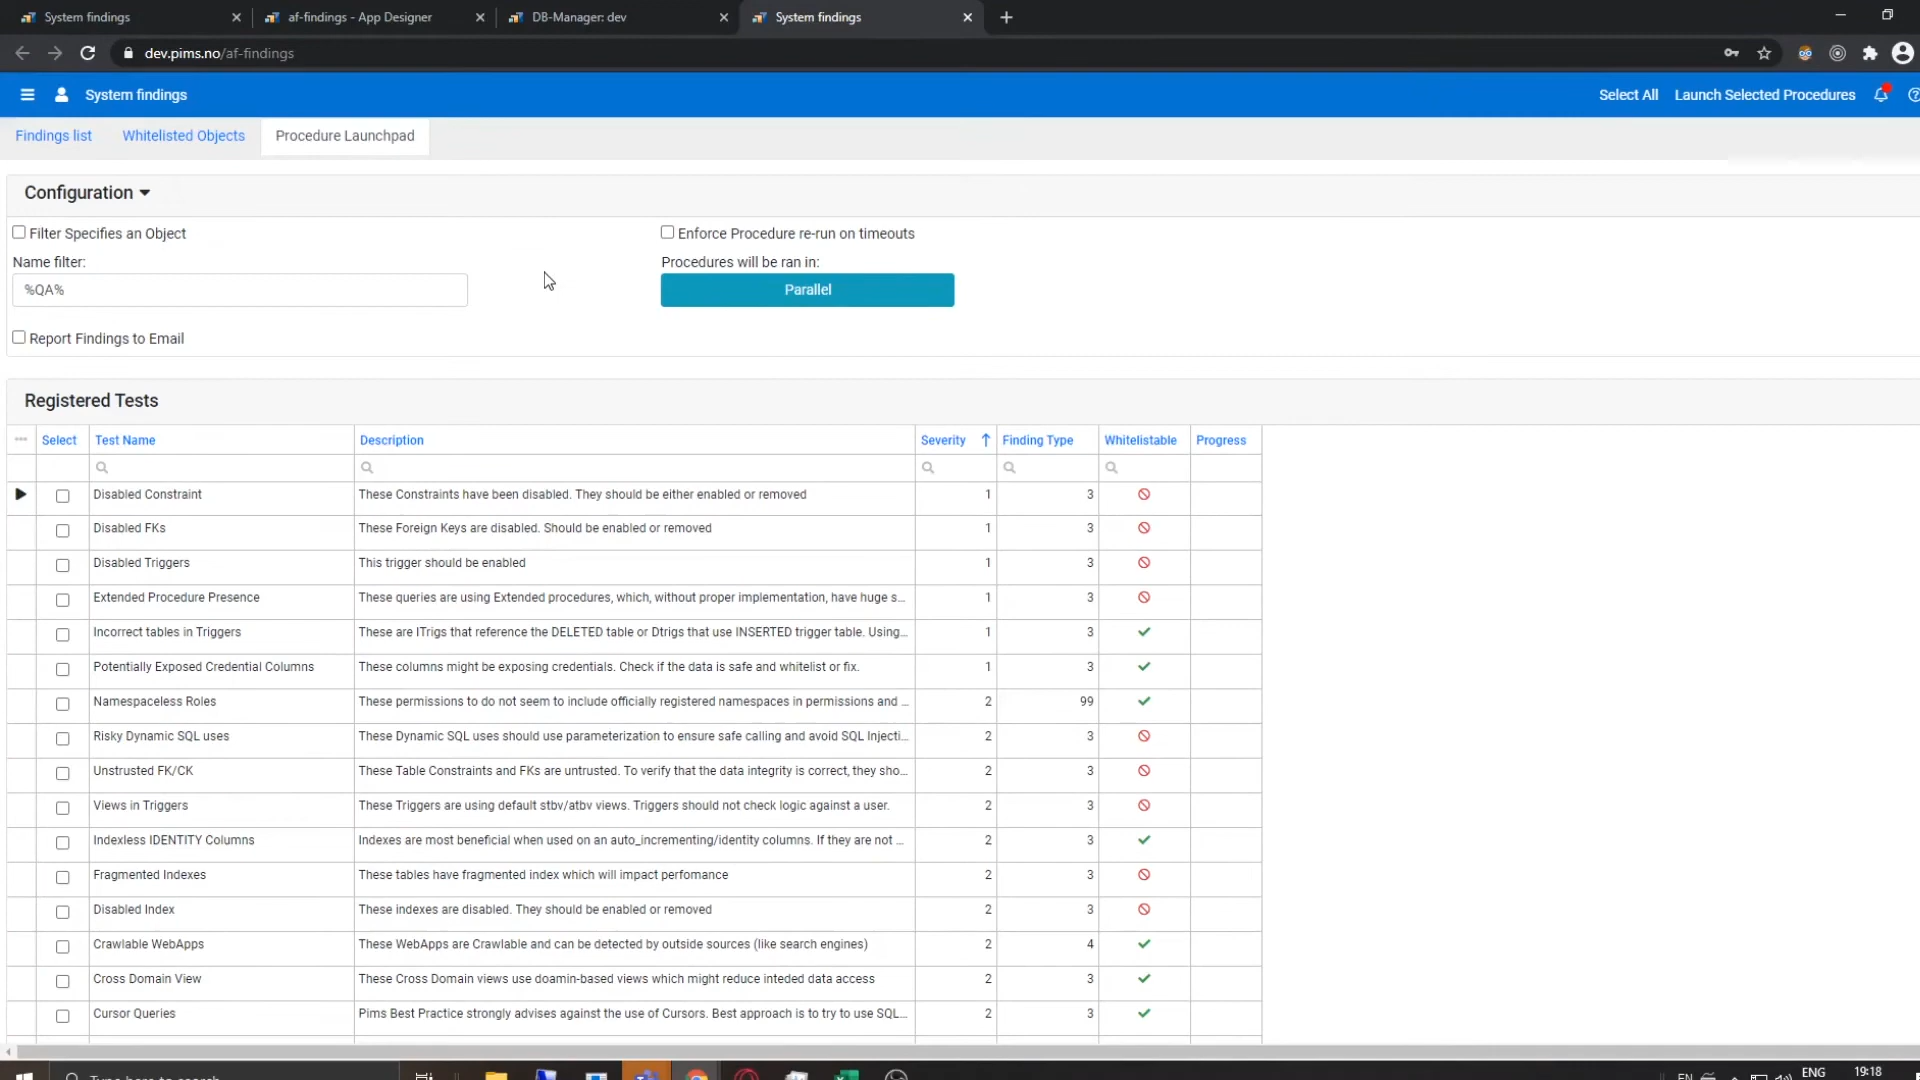 System findings
af-findings - App Designer
DB-Manager: dev
System findings
dev.pims.no/af-findings
System findings
Select All
Launch Selected Procedures
Findings list
Whitelisted Objects
Procedure Launchpad
Configuration
Filter Specifies an Object
Enforce Procedure re-run on timeouts
Name filter:
Procedures will be ran in:
%QA%
Parallel
Report Findings to Email
Registered Tests
Select Test Name Description Severity Finding Type Whitelistable Progress
Disabled Constraint These Constraints have been disabled. They should be either enabled or removed 1 3
Disabled FKs These Foreign Keys are disabled. Should be enabled or removed 1 3
Disabled Triggers This trigger should be enabled 1 3
Extended Procedure Presence These queries are using Extended procedures, which, without proper implementation, have huge s... 1 3
Incorrect tables in Triggers These are ITrigs that reference the DELETED table or Dtrigs that use INSERTED trigger table. Using... 1 3
Potentially Exposed Credential Columns These columns might be exposing credentials. Check if the data is safe and whitelist or fix. 1 3
Namespaceless Roles These permissions to do not seem to include officially registered namespaces in permissions and ... 2 99
Risky Dynamic SQL uses These Dynamic SQL uses should use parameterization to ensure safe calling and avoid SQL Injecti... 2 3
Unstrusted FK/CK These Table Constraints and FKs are untrusted. To verify that the data integrity is correct, they sho... 2 3
Views in Triggers These Triggers are using default stbv/atbv views. Triggers should not check logic against a user. 2 3
Indexless IDENTITY Columns Indexes are most beneficial when used on an auto_incrementing/identity columns. If they are not ... 2 3
Fragmented Indexes These tables have fragmented index which will impact perfomance 2 3
Disabled Index These indexes are disabled. They should be enabled or removed 2 3
Crawlable WebApps These WebApps are Crawlable and can be detected by outside sources (like search engines) 2 4
Cross Domain View These Cross Domain views use doamin-based views which might reduce inteded data access 2 3
Cursor Queries Pims Best Practice strongly advises against the use of Cursors. Best approach is to try to use SQL... 2 3
Type here to search
EN
ENG
19:18